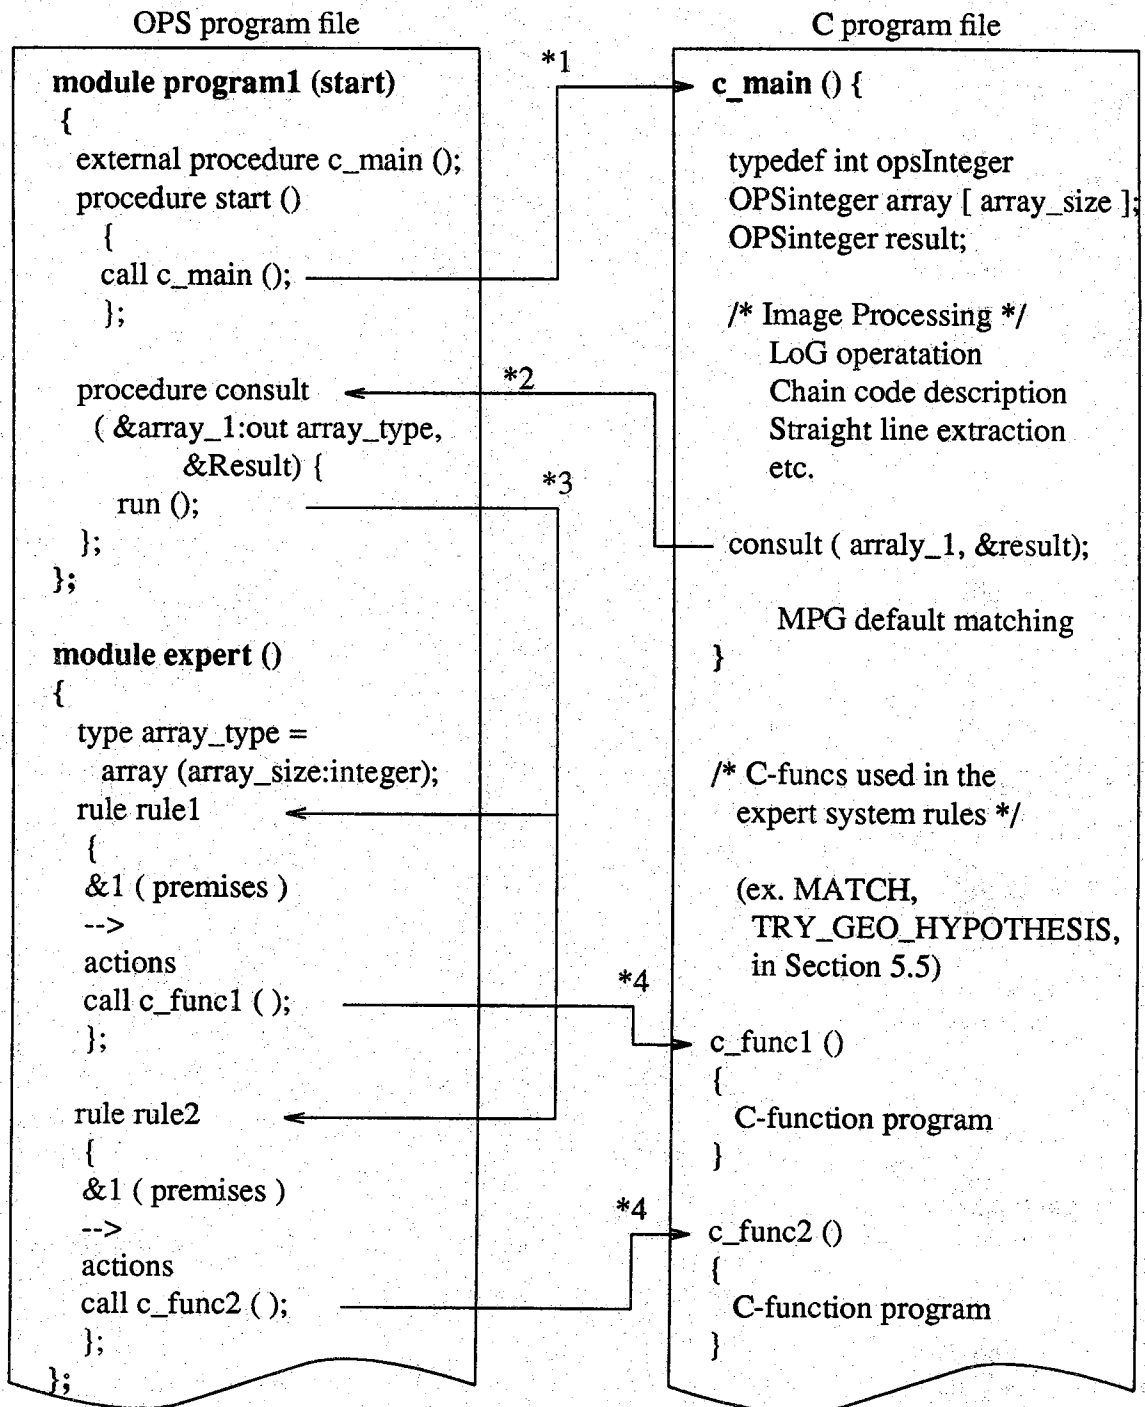 OPS program file
module program1 (start)
{
external procedure c_main ();
procedure start ()
{
call c_main ();
};
procedure consult
( &array_1:out array_type,
&Result) {
run ();
};
};
module expert ()
{
type array_type =
array (array_size:integer);
rule rule1
{
&1 ( premises )
-->
actions
call c_func1 ( );
};
rule rule2
{
&1 ( premises )
-->
actions
call c_func2 ( );
};
};
*1
*2
*3
*4
*4
C program file
c_main () {
typedef int opsInteger
OPSinteger array [ array_size ];
OPSinteger result;
/* Image Processing */
LoG operatation
Chain code description
Straight line extraction
etc.
consult ( arraly_1, &result);
MPG default matching
}
/* C-funcs used in the
expert system rules */
(ex. MATCH,
TRY_GEO_HYPOTHESIS,
in Section 5.5)
c_func1 ()
{
C-function program
}
c_func2 ()
{
C-function program
}